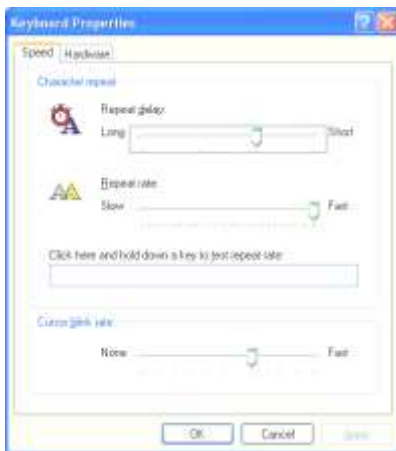 Keyboard Properties
Speed Hardware
Character repeat
Repeat delay:
Long Short
Repeat rate:
Slow Fast
Click here and hold down a key to test repeat rate:
Cursor blink rate:
None Fast
OK Cancel Apply